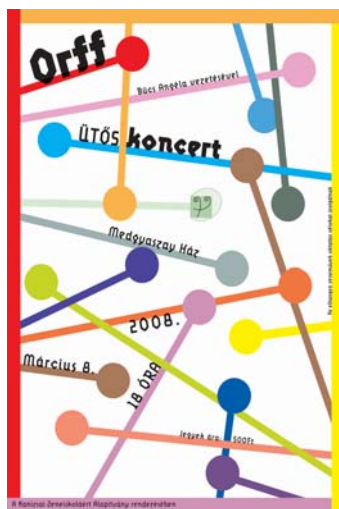 Orff
Bücs Angéla vezetésével
ÜTŐS koncert
Medgyaszay Ház
2008.
Március 8.
18 ÓRA
Jegyek ára: 500Ft
A Kanizsai Zeneiskoláért Alapítvány rendezésében